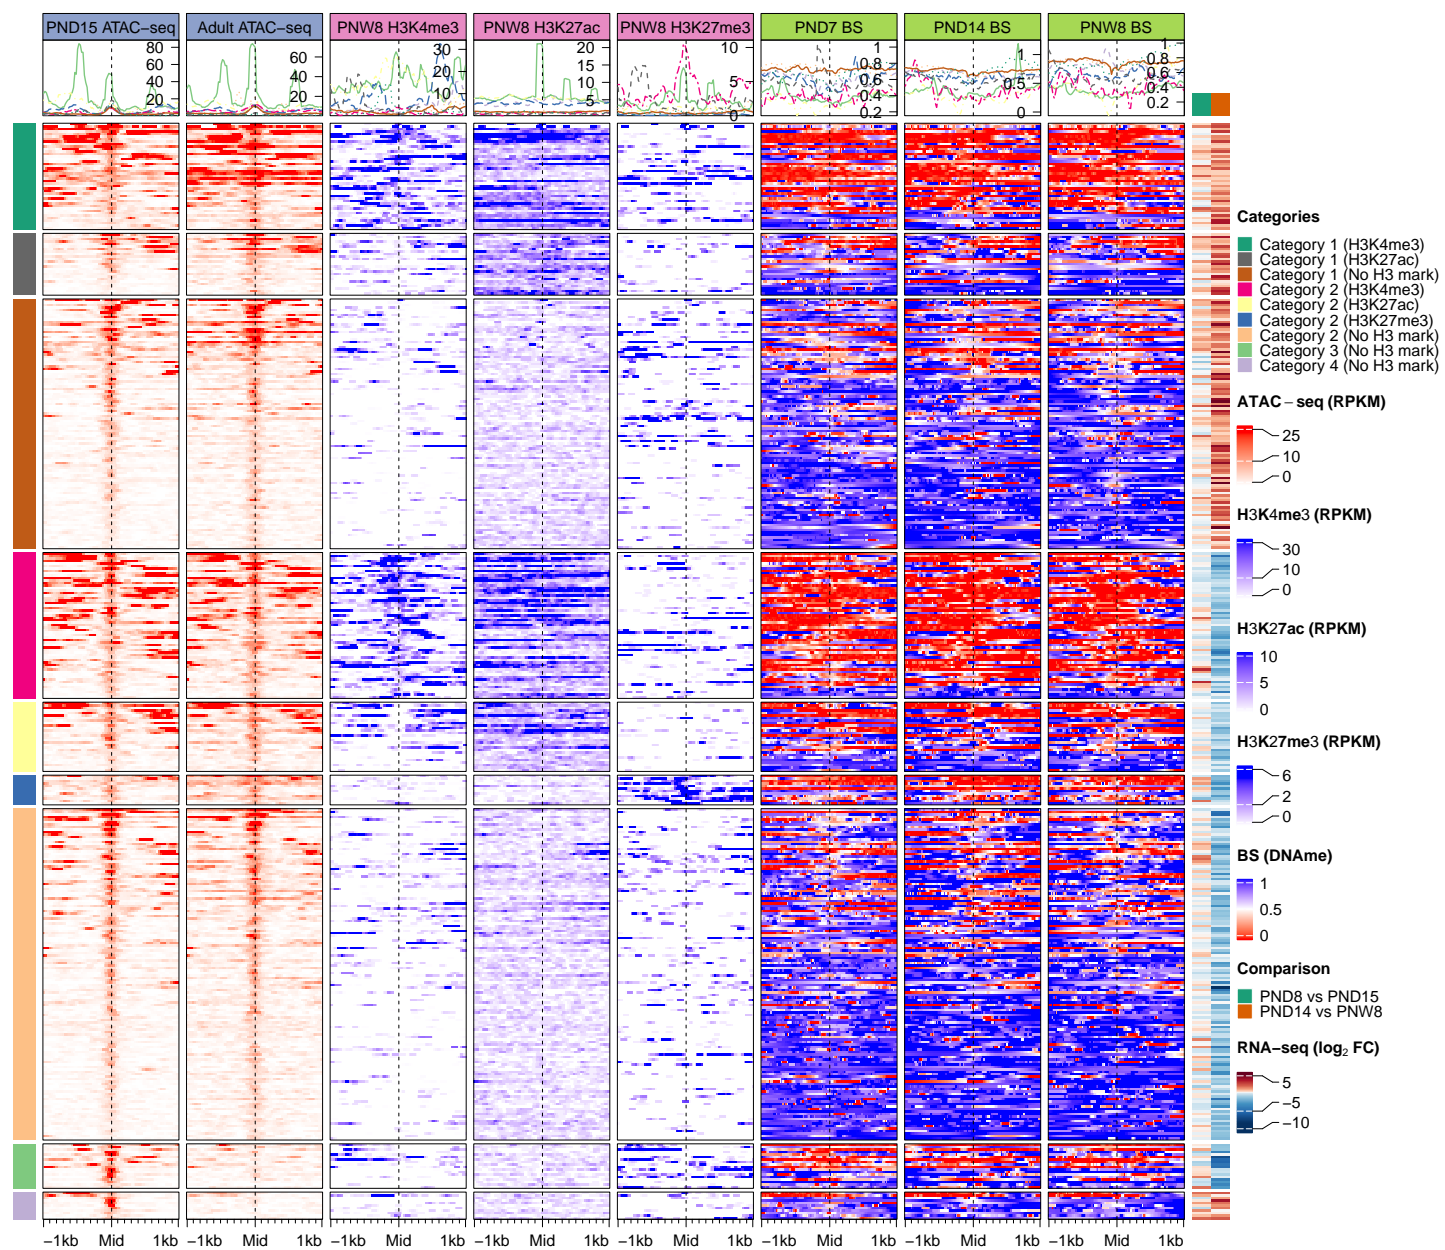 PND15 ATAC-seq
Adult ATAC-seq
PNW8 H3K4me3
PNW8 H3K27ac
PNW8 H3K27me3
PND7 BS
PND14 BS
PNW8 BS
80
60
40
20
60
40
20
30
20
10
20
15
10
5
10
5
0
1
0.8
0.6
0.4
0.2
1
0.5
0
1
0.8
0.6
0.4
0.2
Categories
Category 1 (H3K4me3)
Category 1 (H3K27ac)
Category 1 (No H3 mark)
Category 2 (H3K4me3)
Category 2 (H3K27ac)
Category 2 (H3K27me3)
Category 2 (No H3 mark)
Category 3 (No H3 mark)
Category 4 (No H3 mark)
ATAC – seq (RPKM)
25
10
0
H3K4me3 (RPKM)
30
10
0
H3K27ac (RPKM)
10
5
0
H3K27me3 (RPKM)
6
2
0
BS (DNAme)
1
0.5
0
Comparison
PND8 vs PND15
PND14 vs PNW8
RNA−seq (log₂ FC)
5
−5
−10
−1kb Mid 1kb −1kb Mid 1kb −1kb Mid 1kb −1kb Mid 1kb −1kb Mid 1kb −1kb Mid 1kb −1kb Mid 1kb −1kb Mid 1kb